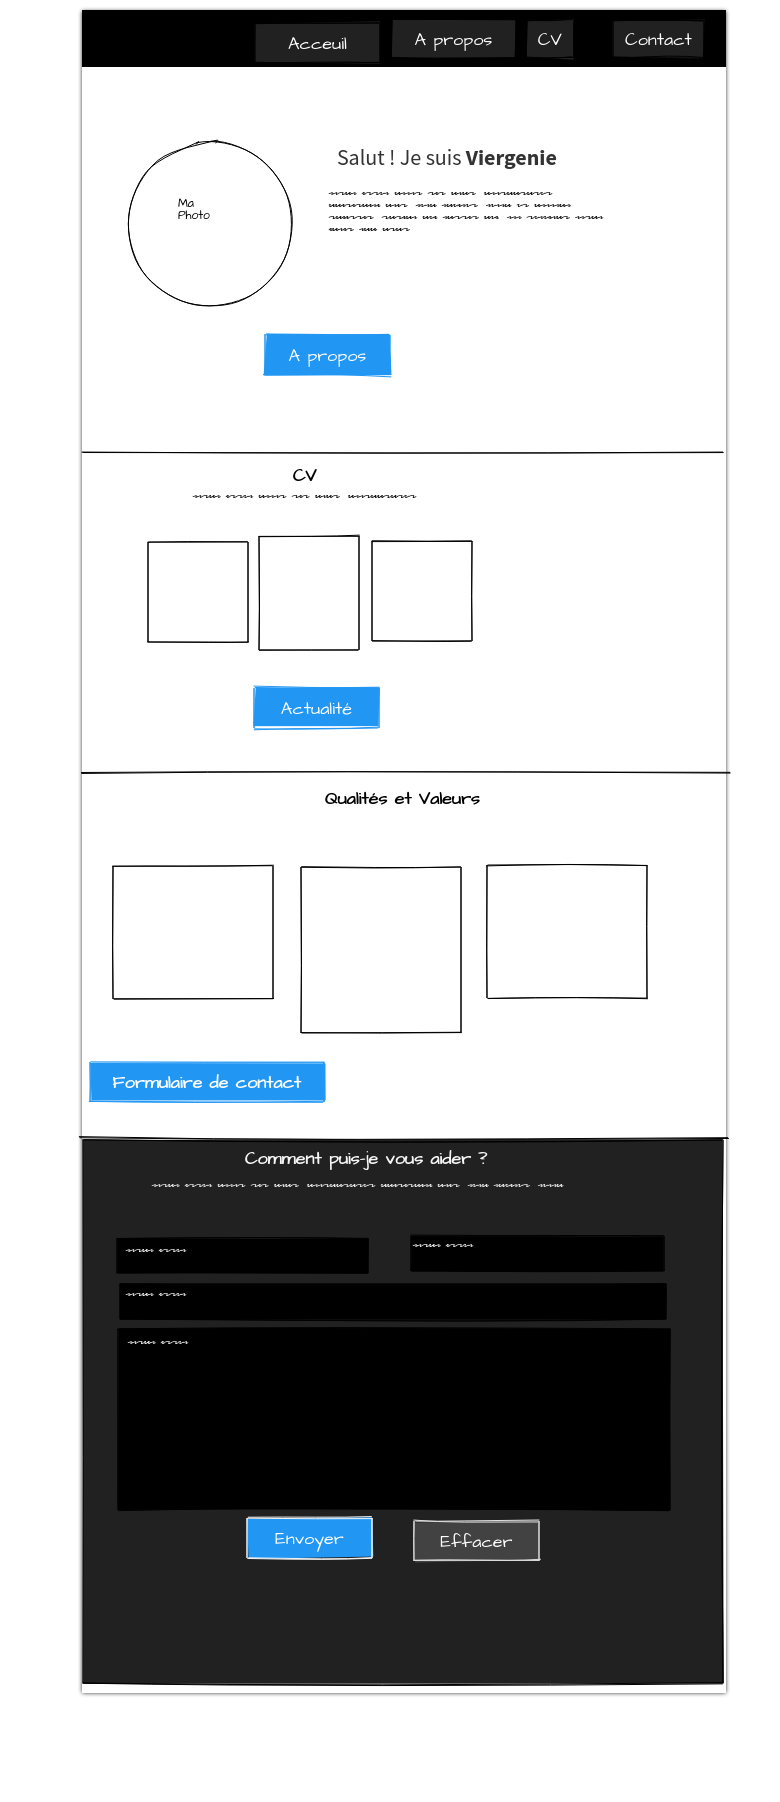 Acceuil
A propos
CV
Contact
Salut ! Je suis Viergenie
Ma
Photo
A propos
CV
Actualité
Qualités et Valeurs
Formulaire de contact
Comment puis-je vous aider ?
Envoyer
Effacer